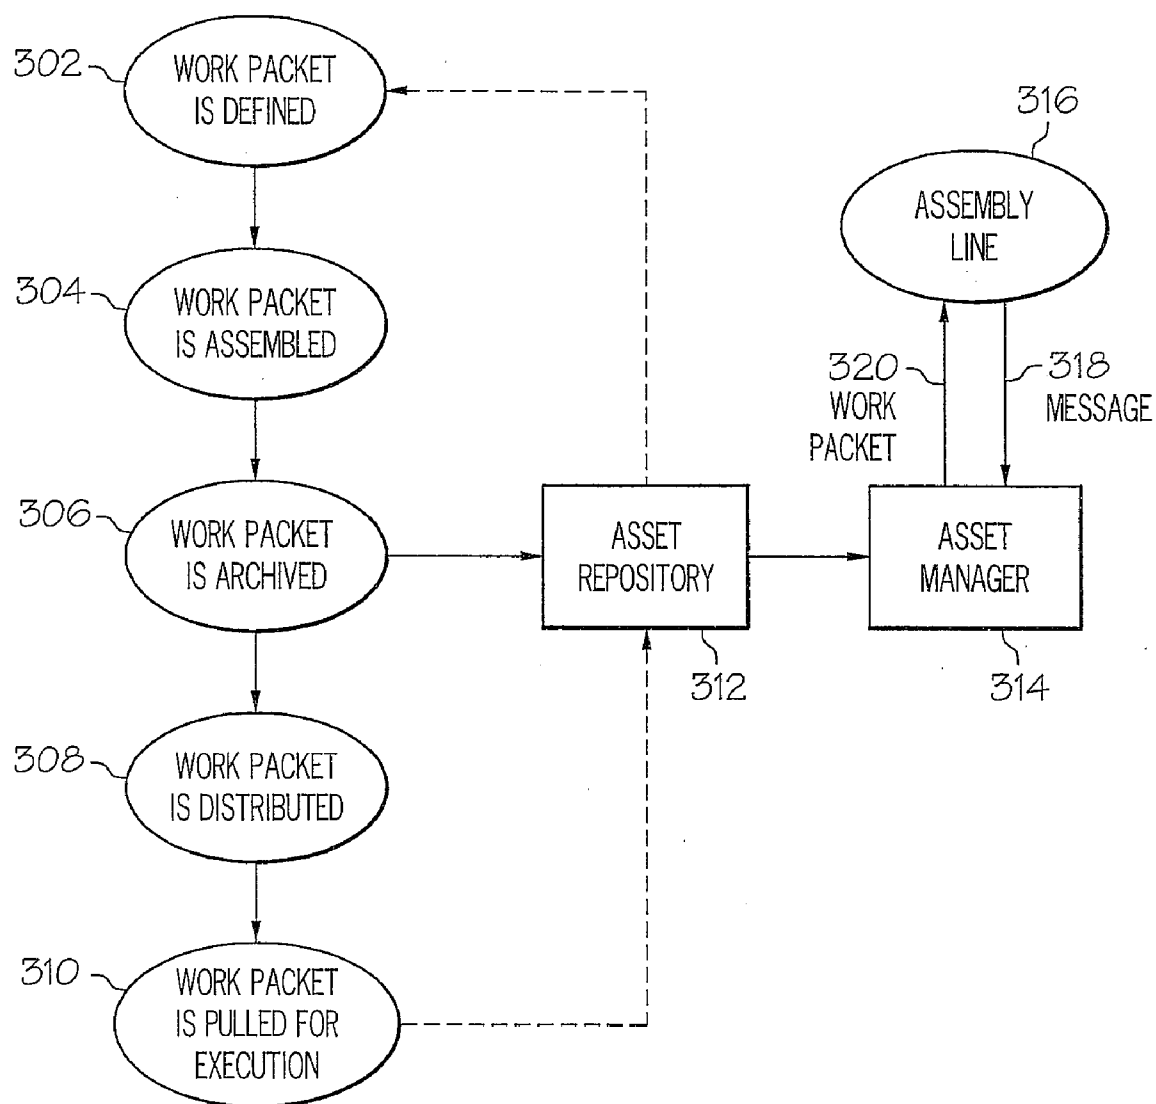 302
WORK PACKET
IS DEFINED
316
ASSEMBLY
LINE
304
WORK PACKET
IS ASSEMBLED
320
WORK
PACKET
318
MESSAGE
306
WORK PACKET
IS ARCHIVED
ASSET
REPOSITORY
312
ASSET
MANAGER
314
308
WORK PACKET
IS DISTRIBUTED
310
WORK PACKET
IS PULLED FOR
EXECUTION